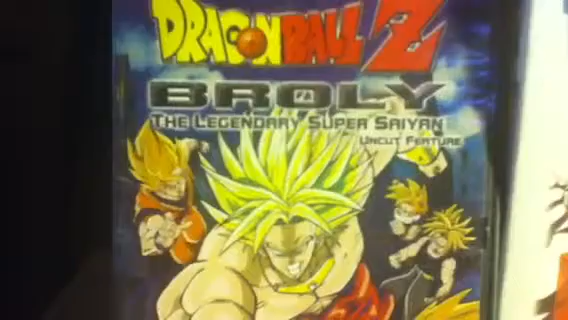 DRAGON BALL Z
BROLY
THE LEGENDARY SUPER SAIYAN
UNCUT FEATURE